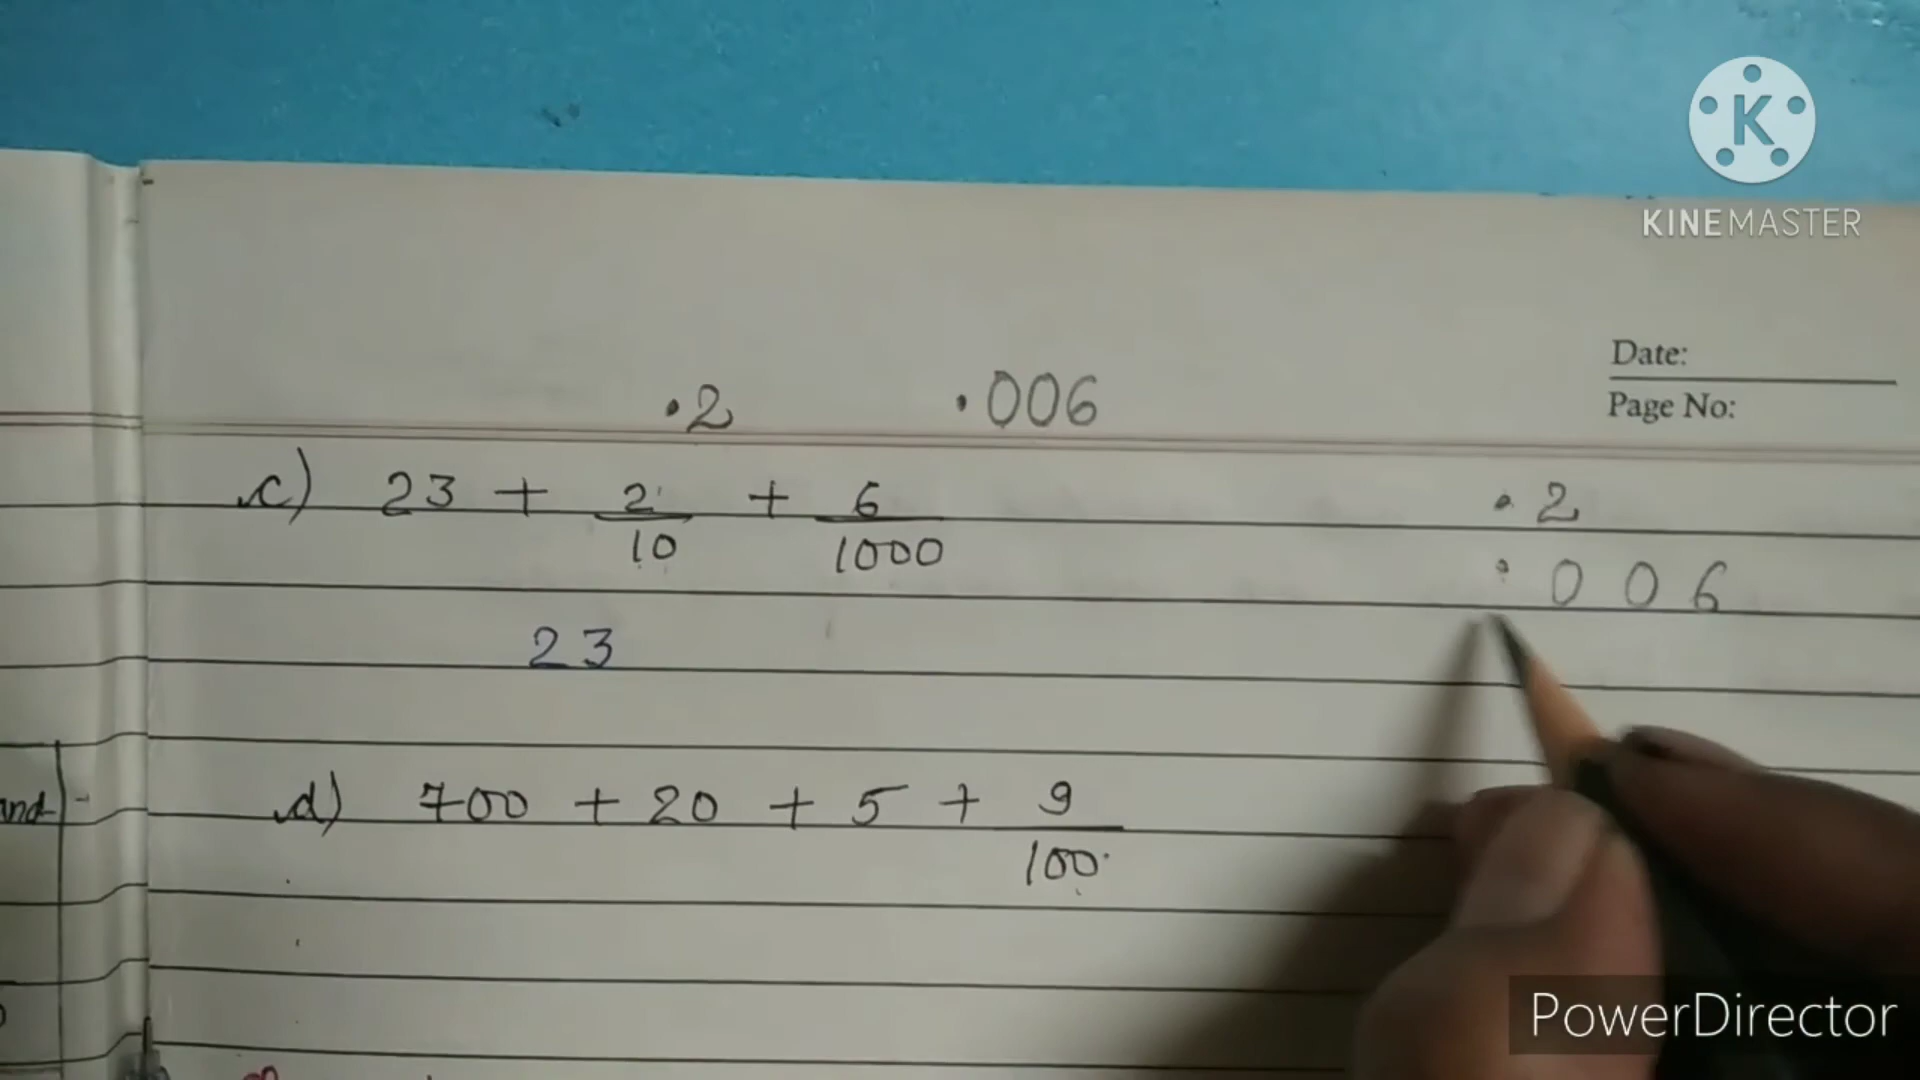 K
KINEMASTER
Date:
Page No:
.2 .006
c) 23 + 2/10 + 6/1000
.2
.006
23
d) 700 + 20 + 5 + 9/100
PowerDirector